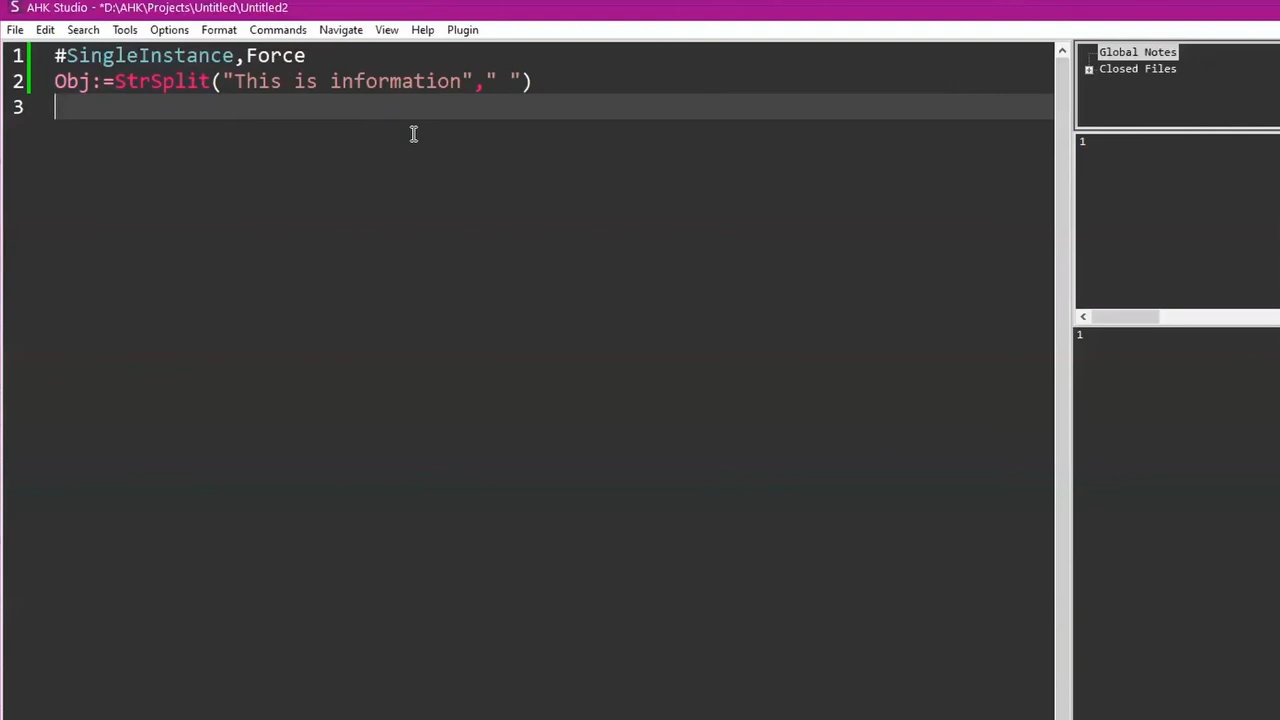 S AHK Studio - *D:\AHK\Projects\Untitled\Untitled2
File Edit Search Tools Options Format Commands Navigate View Help Plugin
1 #SingleInstance,Force
2 Obj:=StrSplit("This is information"," ")
3
Global Notes
Closed Files
1
1